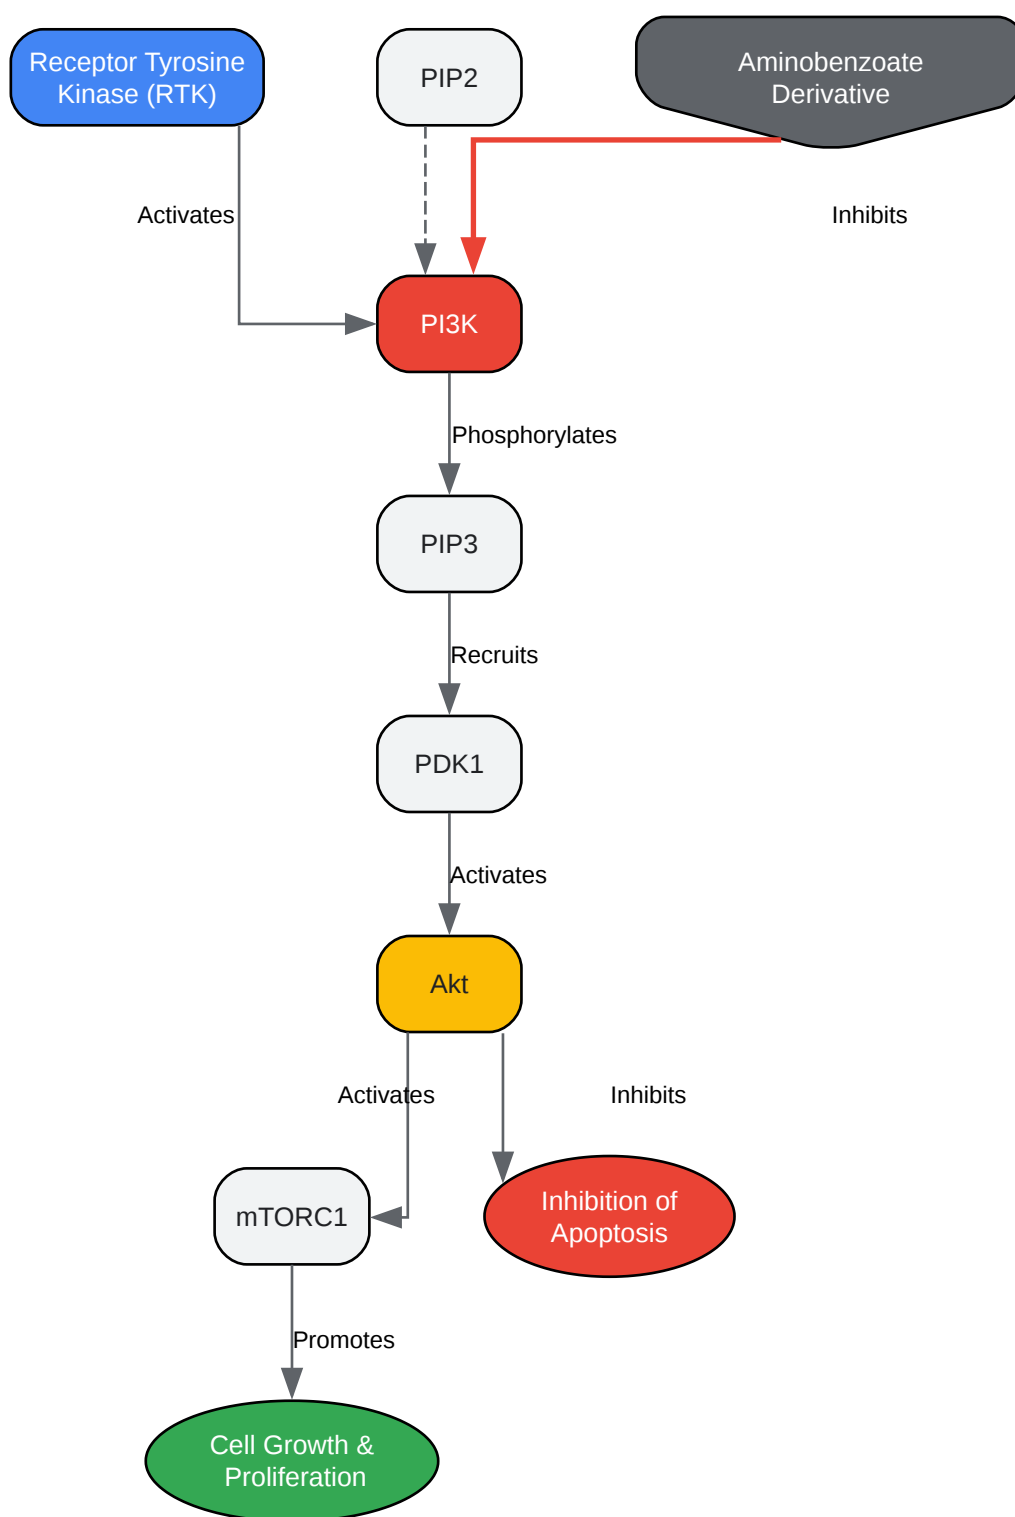 Receptor Tyrosine
Kinase (RTK)
PIP2
Aminobenzoate
Derivative
Activates
Inhibits
PI3K
Phosphorylates
PIP3
Recruits
PDK1
Activates
Akt
Activates
Inhibits
mTORC1
Inhibition of
Apoptosis
Promotes
Cell Growth &
Proliferation